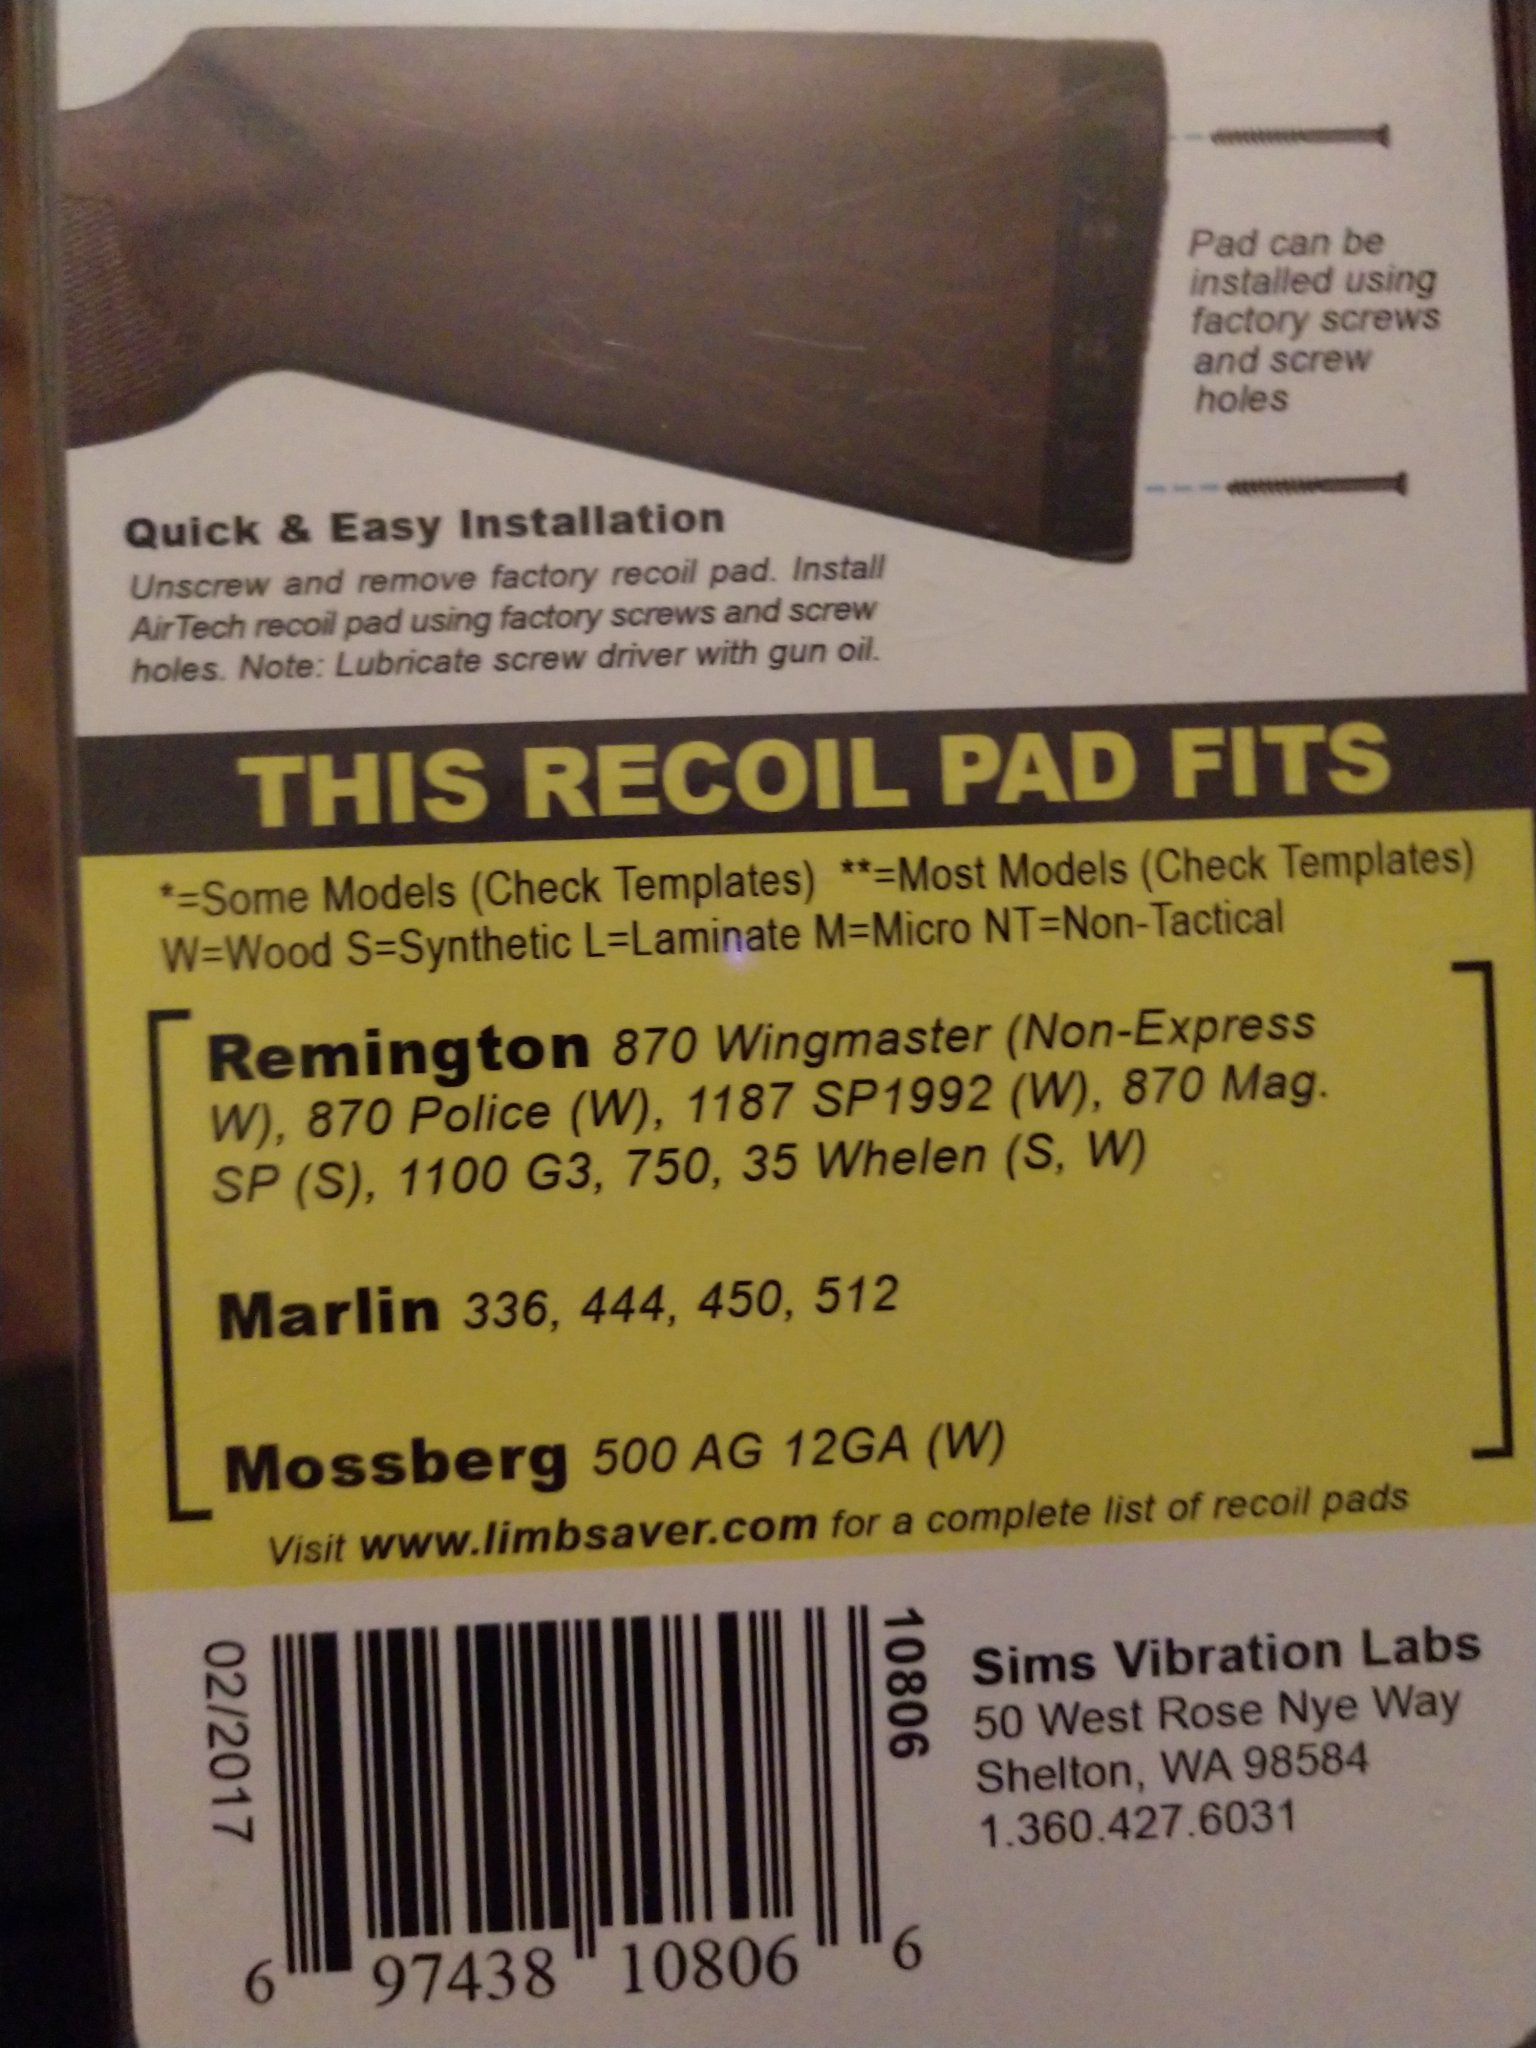 Pad can be
installed using
factory screws
and screw
holes
Quick & Easy Installation
Unscrew and remove factory recoil pad. Install
AirTech recoil pad using factory screws and screw
holes. Note: Lubricate screw driver with gun oil.
THIS RECOIL PAD FITS
*=Some Models (Check Templates) **=Most Models (Check Templates)
W=Wood S=Synthetic L=Laminate M=Micro NT=Non-Tactical
Remington 870 Wingmaster (Non-Express
W), 870 Police (W), 1187 SP1992 (W), 870 Mag.
SP (S), 1100 G3, 750, 35 Whelen (S, W)
Marlin 336, 444, 450, 512
Mossberg 500 AG 12GA (W)
Visit www.limbsaver.com for a complete list of recoil pads
02/2017
6 97438 10806 6
10806
Sims Vibration Labs
50 West Rose Nye Way
Shelton, WA 98584
1.360.427.6031